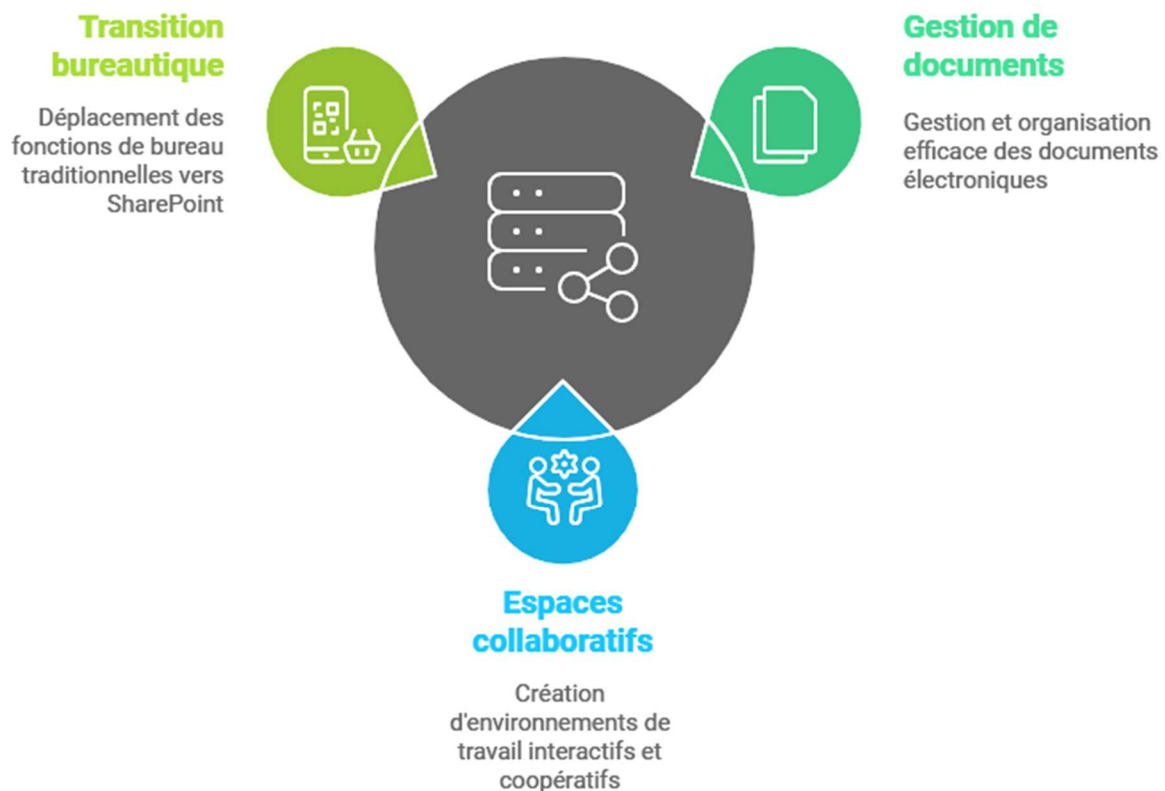 Transition
bureautique
Déplacement des
fonctions de bureau
traditionnelles vers
SharePoint
Gestion de
documents
Gestion et organisation
efficace des documents
électroniques
Espaces
collaboratifs
Création
d'environnements de
travail interactifs et
coopératifs